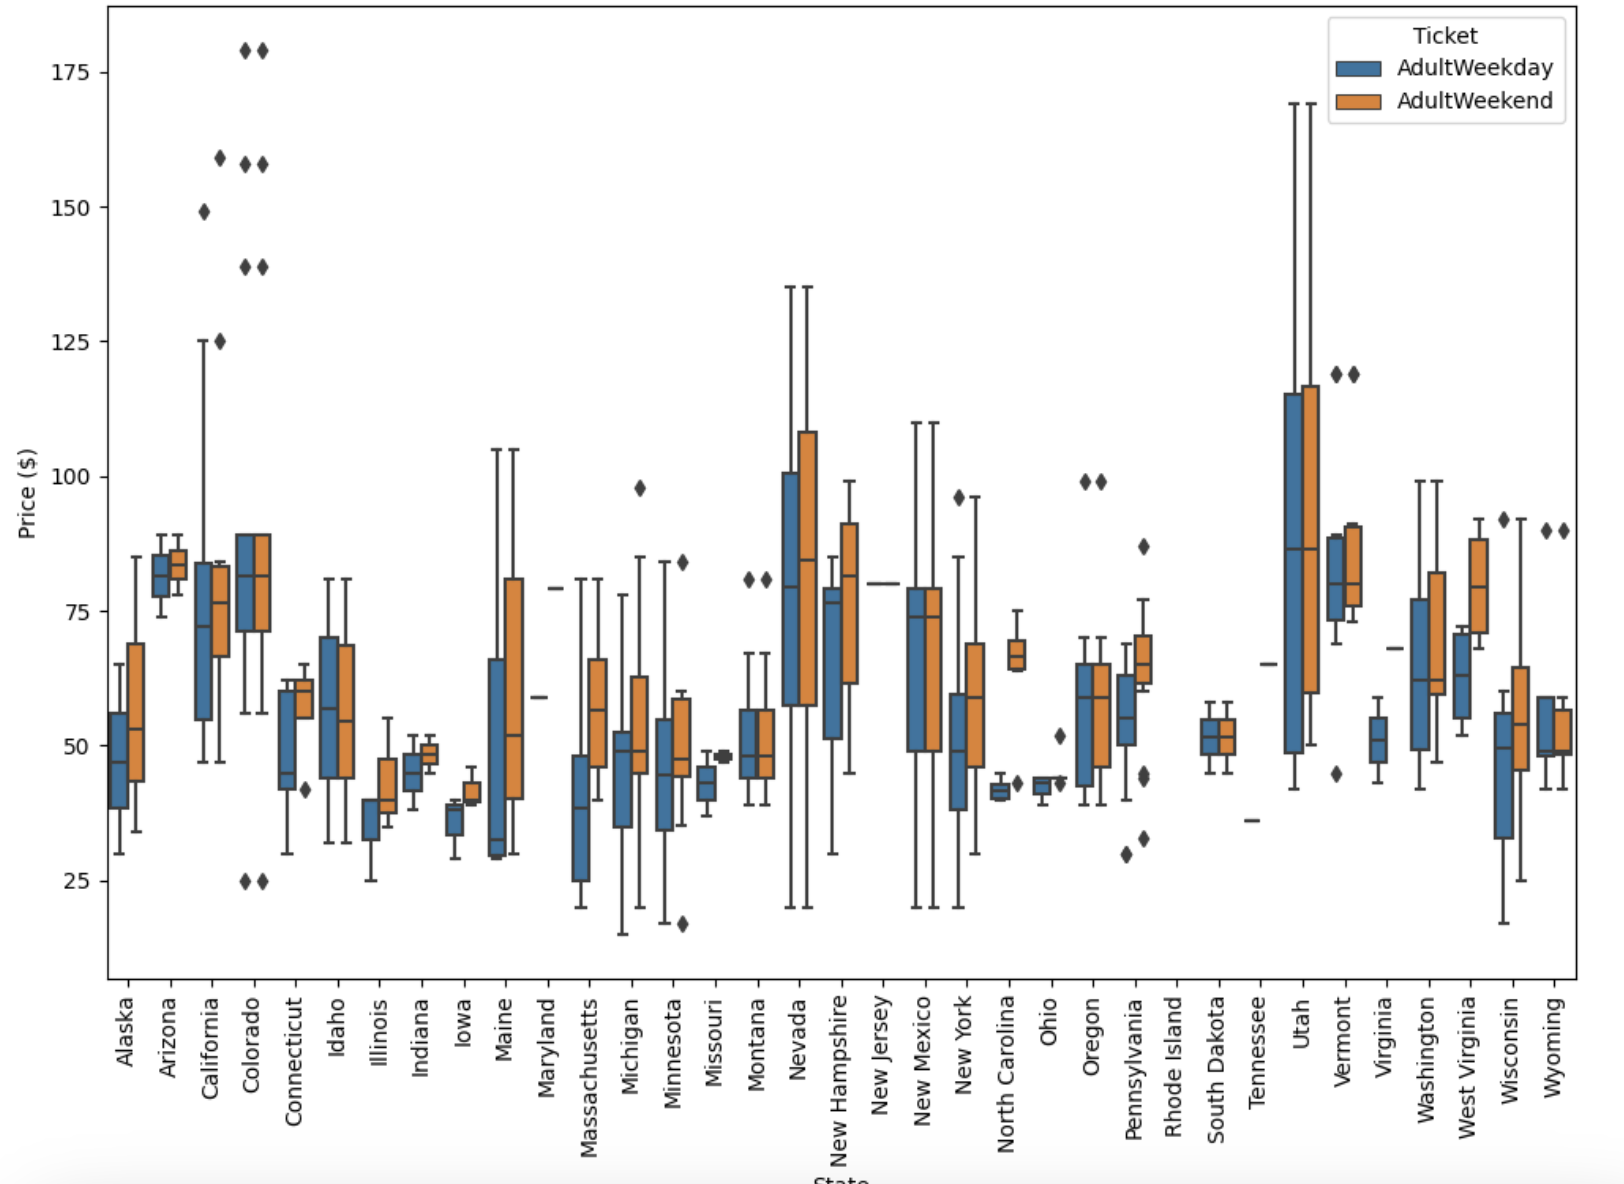 Ticket
AdultWeekday
AdultWeekend
175
150
125
100
75
50
25
Price ($)
Alaska
Arizona
California
Colorado
Connecticut
Idaho
Illinois
Indiana
Iowa
Maine
Maryland
Massachusetts
Michigan
Minnesota
Missouri
Montana
Nevada
New Hampshire
New Jersey
New Mexico
New York
North Carolina
Ohio
Oregon
Pennsylvania
Rhode Island
South Dakota
Tennessee
Utah
Vermont
Virginia
Washington
West Virginia
Wisconsin
Wyoming
State